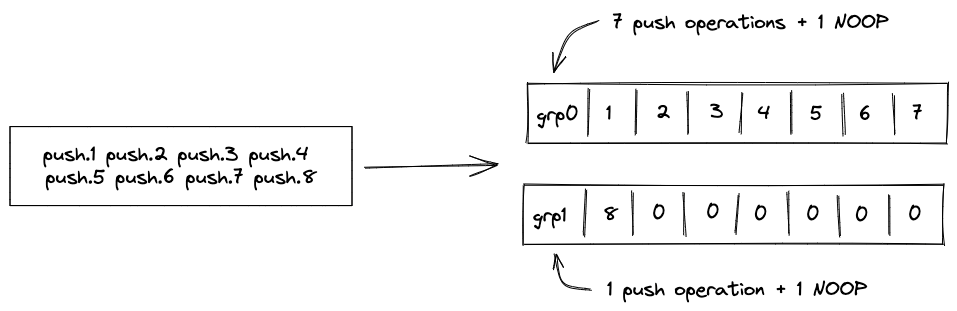 7 push operations + 1 NOOP
push.1 push.2 push.3 push.4
push.5 push.6 push.7 push.8
grp0 1 2 3 4 5 6 7
grp1 8 0 0 0 0 0 0
1 push operation + 1 NOOP